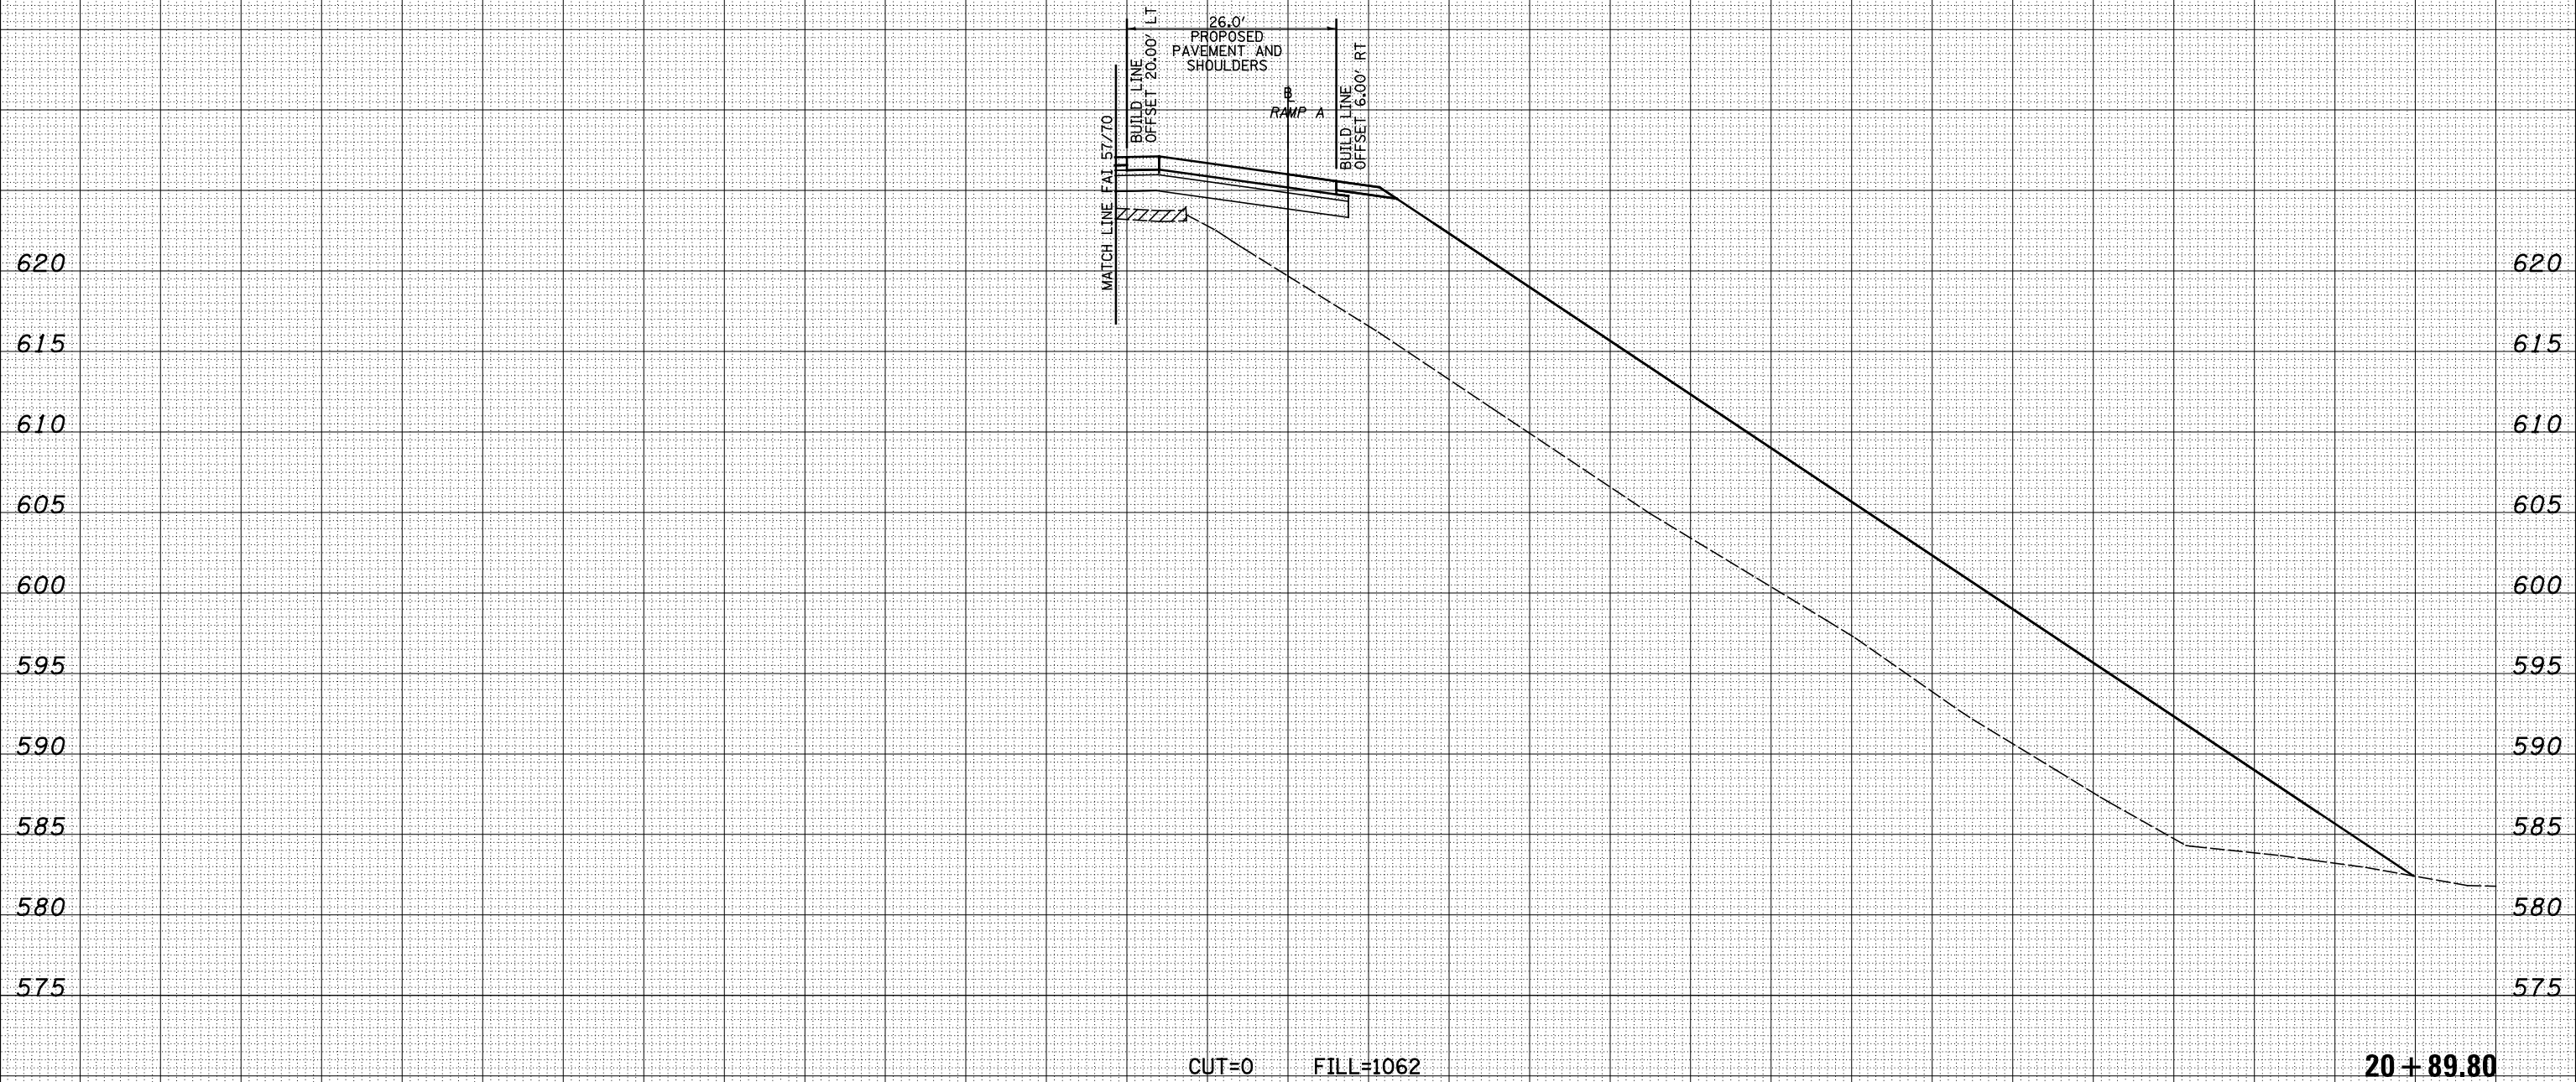 26.0'
PROPOSED
PAVEMENT AND
SHOULDERS
BUILD LINE
OFFSET 20.00' LT
BUILD LINE
OFFSET 6.00' RT
B
RAMP A
MATCH LINE FAI 57/70
620 620
615 615
610 610
605 605
600 600
595 595
590 590
585 585
580 580
575 575
CUT=0 FILL=1062
20+89.80